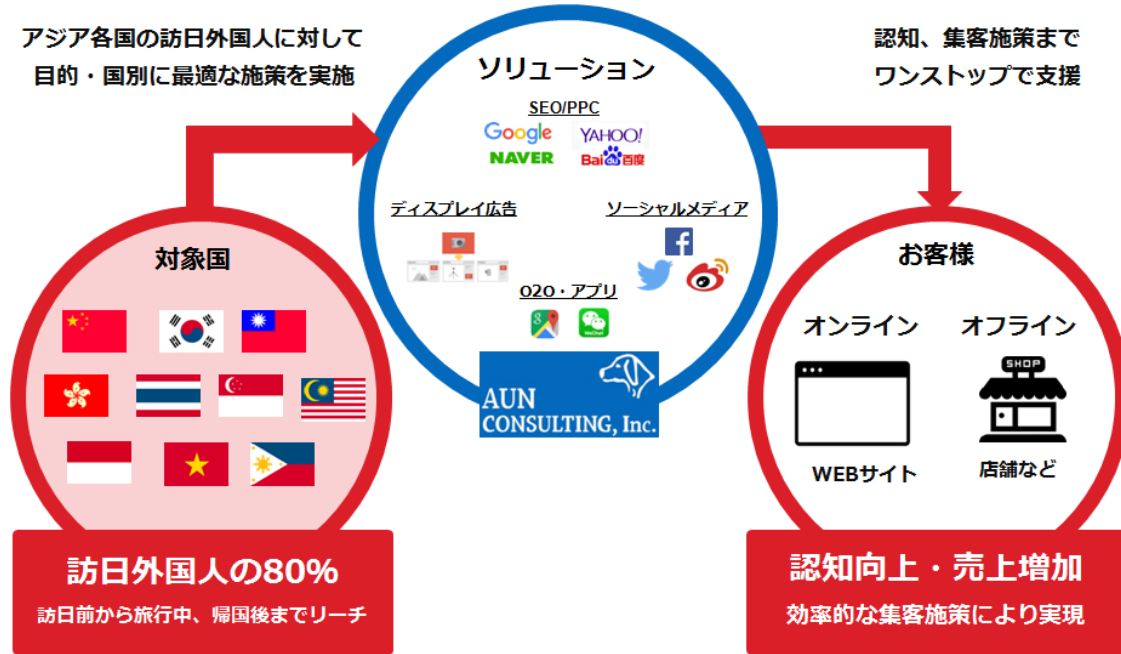 アジア各国の訪日外国人に対して
目的・国別に最適な施策を実施
ソリューション
認知、集客施策まで
ワンストップで支援
SEO/PPC
Google
YAHOO!
NAVER
Bai du 百度
ディスプレイ広告
ソーシャルメディア
O2O・アプリ
WeChat
AUN
CONSULTING, Inc.
対象国
訪日外国人の80%
訪日前から旅行中、帰国後までリーチ
お客様
オンライン
オフライン
SHOP
WEBサイト
店舗など
認知向上・売上増加
効率的な集客施策により実現